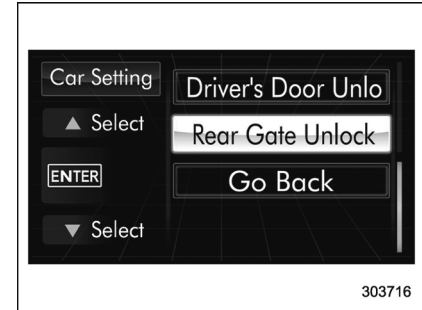 Car Setting
Driver's Door Unlo
▲ Select
Rear Gate Unlock
ENTER
Go Back
▼ Select
303716